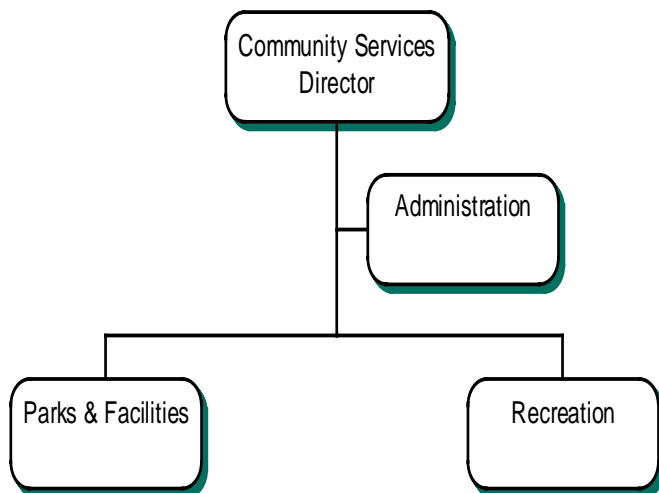 Community Services
Director
Administration
Parks & Facilities
Recreation